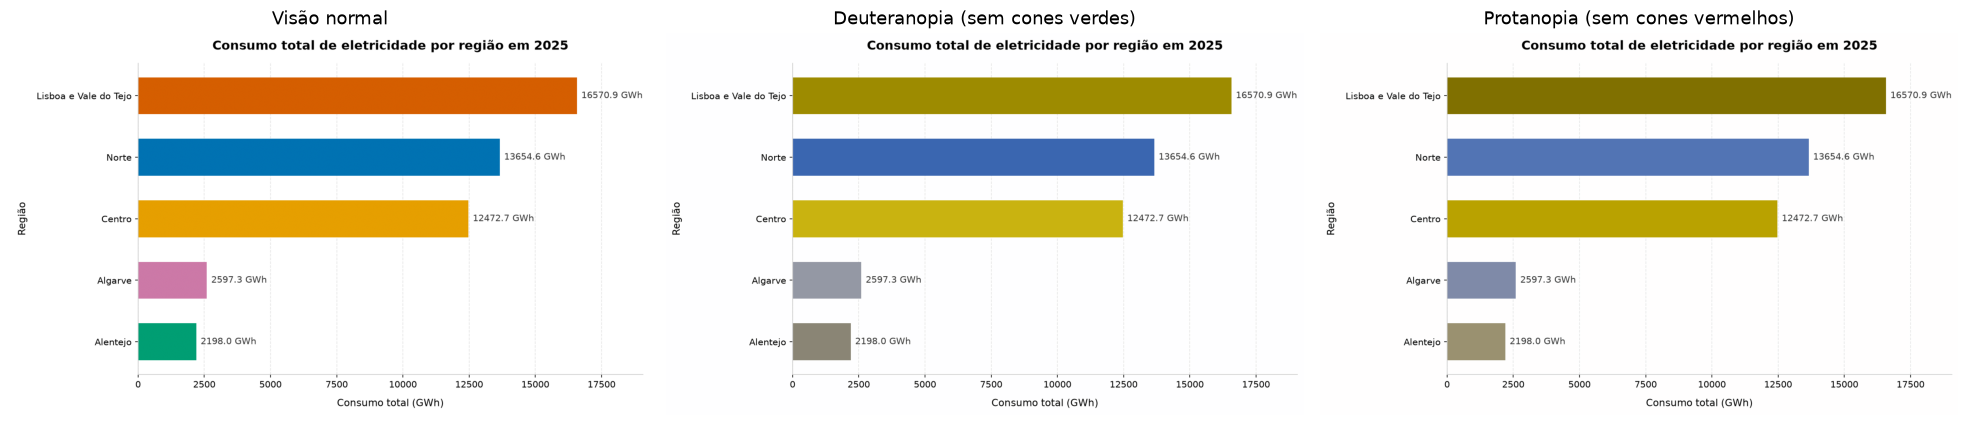 Visão normal
Consumo total de eletricidade por região em 2025
Região
Lisboa e Vale do Tejo
16570.9 GWh
Norte
13654.6 GWh
Centro
12472.7 GWh
Algarve
2597.3 GWh
Alentejo
2198.0 GWh
0 2500 5000 7500 10000 12500 15000 17500
Consumo total (GWh)
Deuteranopia (sem cones verdes)
Consumo total de eletricidade por região em 2025
Região
Lisboa e Vale do Tejo
16570.9 GWh
Norte
13654.6 GWh
Centro
12472.7 GWh
Algarve
2597.3 GWh
Alentejo
2198.0 GWh
0 2500 5000 7500 10000 12500 15000 17500
Consumo total (GWh)
Protanopia (sem cones vermelhos)
Consumo total de eletricidade por região em 2025
Região
Lisboa e Vale do Tejo
16570.9 GWh
Norte
13654.6 GWh
Centro
12472.7 GWh
Algarve
2597.3 GWh
Alentejo
2198.0 GWh
0 2500 5000 7500 10000 12500 15000 17500
Consumo total (GWh)